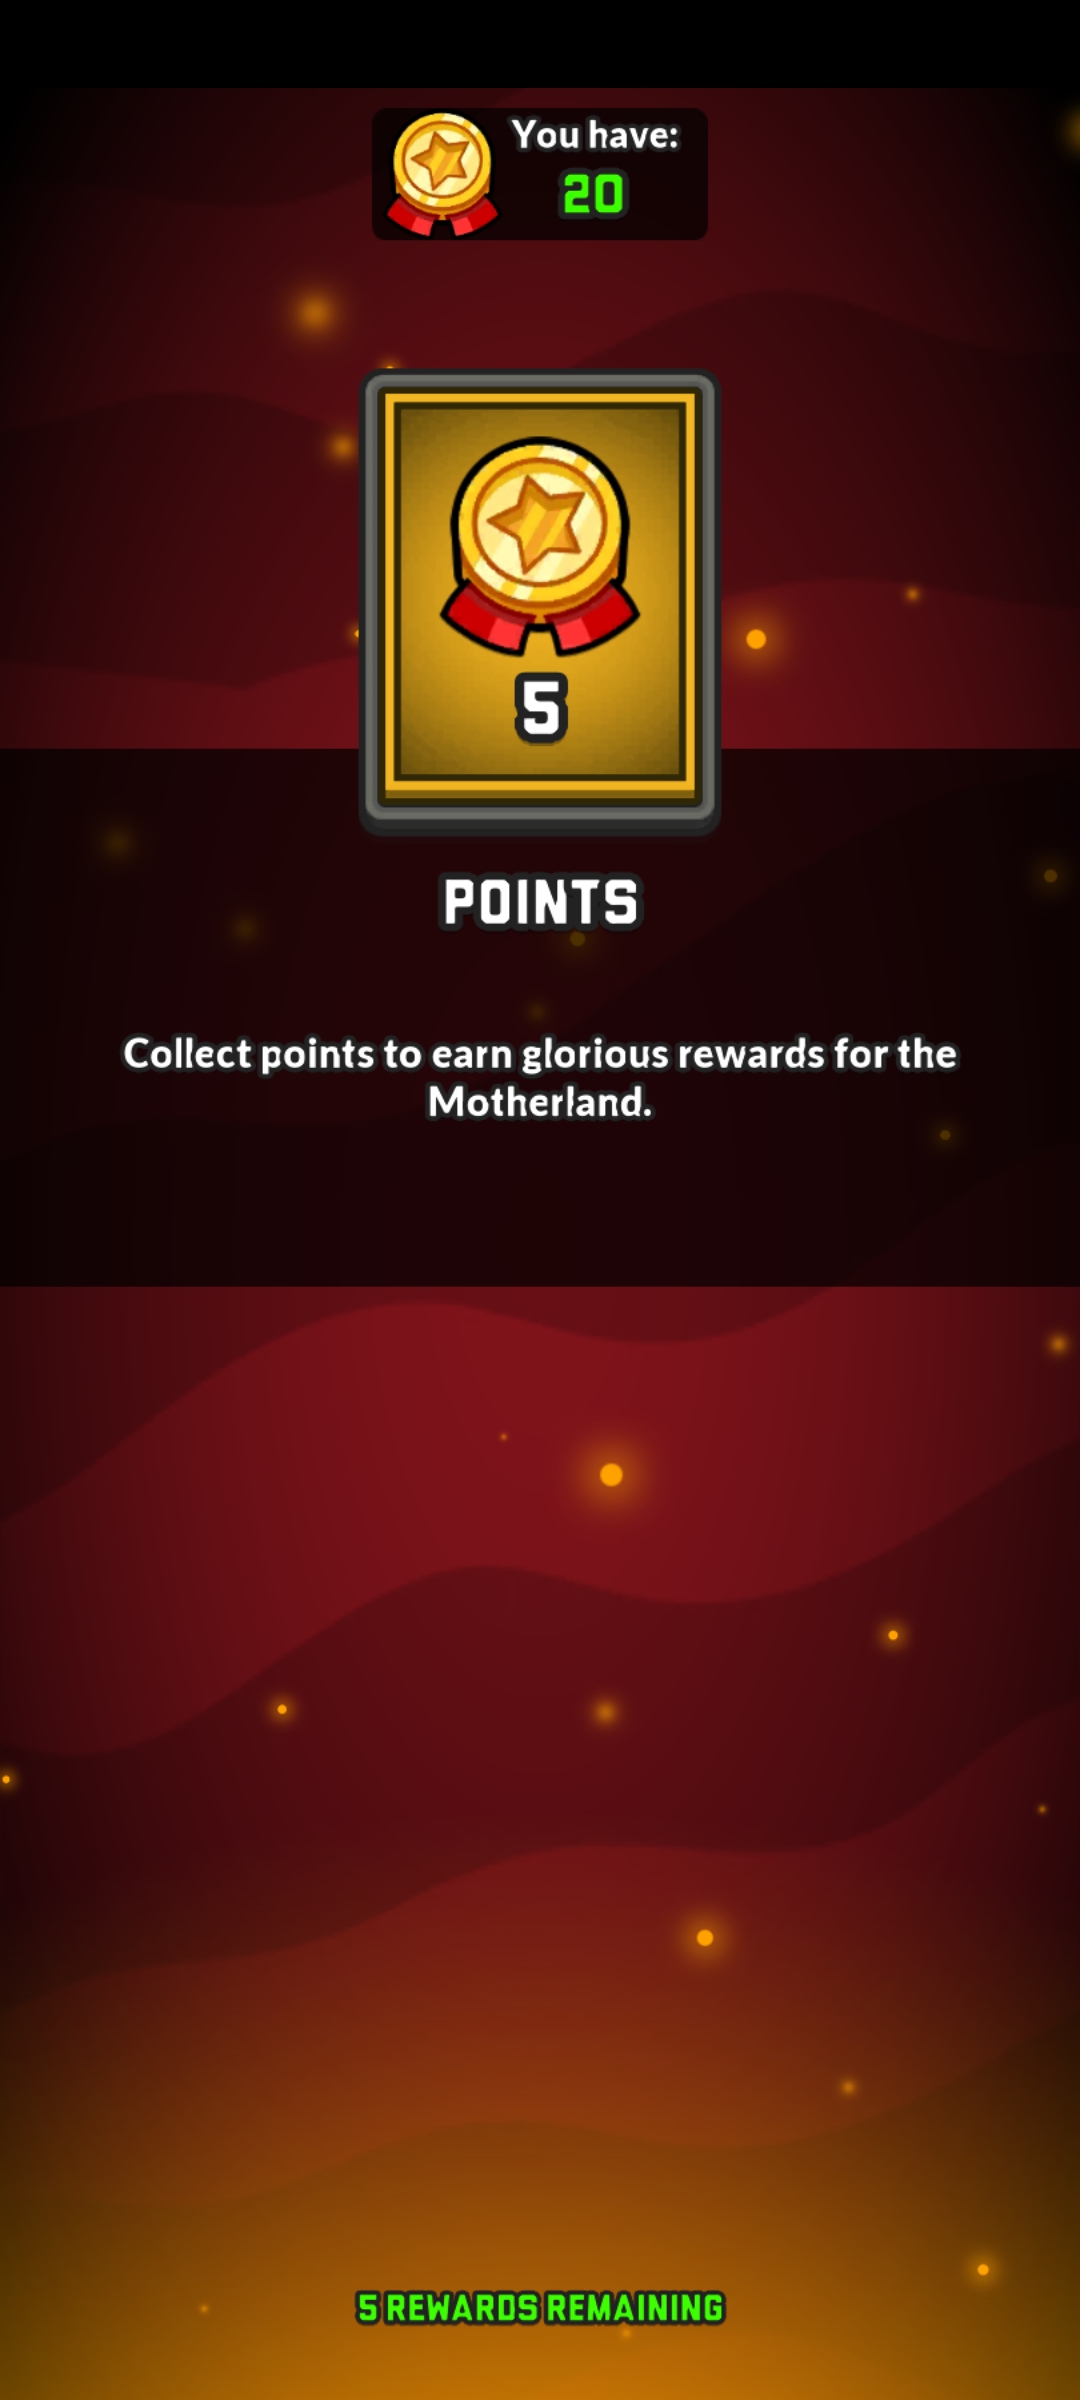 You have:
20
5
POINTS
Collect points to earn glorious rewards for the
Motherland.
5 REWARDS REMAINING